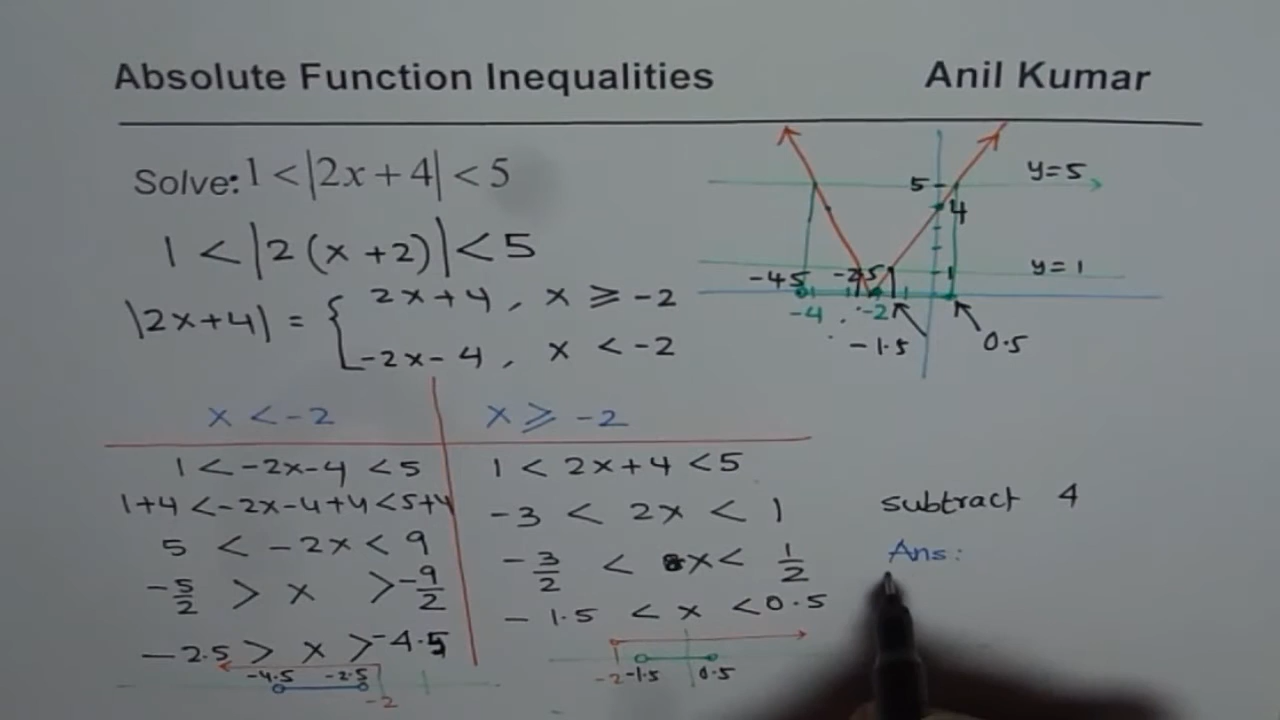 Absolute Function Inequalities
Anil Kumar
Solve: 1 < |2x + 4| < 5
1 < |2(x+2)| < 5
|2x+4| = { 2x+4, x ≥ -2
-2x-4, x < -2
y=5
5
4
y=1
1
-4.5
-2.5
-4
-2
-1.5
0.5
x < -2
1 < -2x-4 < 5
1+4 < -2x-4+4 < 5+4
5 < -2x < 9
-5/2 > x > -9/2
-2.5 > x > -4.5
-4.5 -2.5
-2
x ≥ -2
1 < 2x+4 < 5
-3 < 2x < 1
-3/2 < x < 1/2
-1.5 < x < 0.5
-2 -1.5 0.5
subtract 4
Ans: